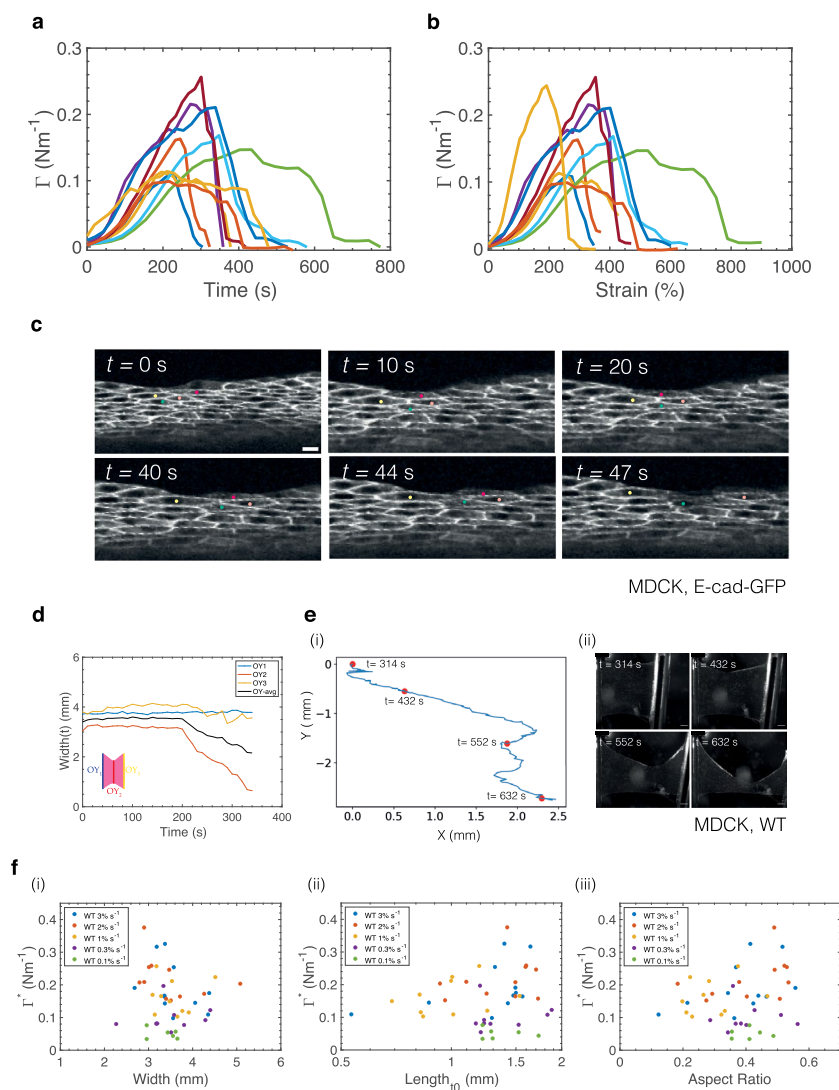 a
b
0.3
0.2
0.1
0
Γ (Nm⁻¹)
0 200 400 600 800
Time (s)
0.3
0.2
0.1
0
Γ (Nm⁻¹)
0 200 400 600 800 1000
Strain (%)
c
t = 0 s
t = 10 s
t = 20 s
t = 40 s
t = 44 s
t = 47 s
MDCK, E-cad-GFP
d
e
(i)
(ii)
6
4
2
0
Width(t) (mm)
OY1
OY2
OY3
OY-avg
OY₂
0 100 200 300 400
Time (s)
0
−1
−2
Y ( mm )
t= 314 s
t= 432 s
t= 552 s
t= 632 s
0.0 0.5 1.0 1.5 2.0 2.5
X (mm)
t= 314 s
t= 432 s
t= 552 s
t= 632 s
MDCK, WT
f
(i)
(ii)
(iii)
0.4
0.3
0.2
0.1
0
Γ* (Nm⁻¹)
WT 3% s⁻¹
WT 2% s⁻¹
WT 1% s⁻¹
WT 0.3% s⁻¹
WT 0.1% s⁻¹
1 2 3 4 5 6
Width (mm)
0.4
0.3
0.2
0.1
0
Γ* (Nm⁻¹)
WT 3% s⁻¹
WT 2% s⁻¹
WT 1% s⁻¹
WT 0.3% s⁻¹
WT 0.1% s⁻¹
0.5 1 1.5 2
Length_t0 (mm)
0.4
0.3
0.2
0.1
0
Γ* (Nm⁻¹)
WT 3% s⁻¹
WT 2% s⁻¹
WT 1% s⁻¹
WT 0.3% s⁻¹
WT 0.1% s⁻¹
0 0.2 0.4 0.6
Aspect Ratio